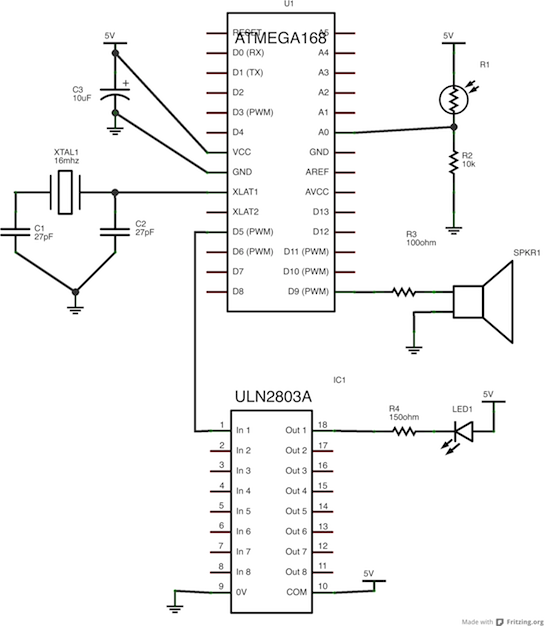 U1
5V
RESET
ATMEGA168
A5
5V
D0 (RX)
A4
R1
D1 (TX)
A3
C3
10uF
+
D2
A2
D3 (PWM)
A1
D4
A0
XTAL1
16mhz
VCC
GND
R2
10k
GND
AREF
XLAT1
AVCC
XLAT2
D13
C1
27pF
C2
27pF
D5 (PWM)
D12
R3
100ohm
D6 (PWM)
D11 (PWM)
SPKR1
D7
D10 (PWM)
D8
D9 (PWM)
IC1
ULN2803A
R4
150ohm
LED1
5V
1 In 1 Out 1 18
2 In 2 Out 2 17
3 In 3 Out 3 16
4 In 4 Out 4 15
5 In 5 Out 5 14
6 In 6 Out 6 13
7 In 7 Out 7 12
8 In 8 Out 8 11
9 0V COM 10
5V
Made with Fritzing.org